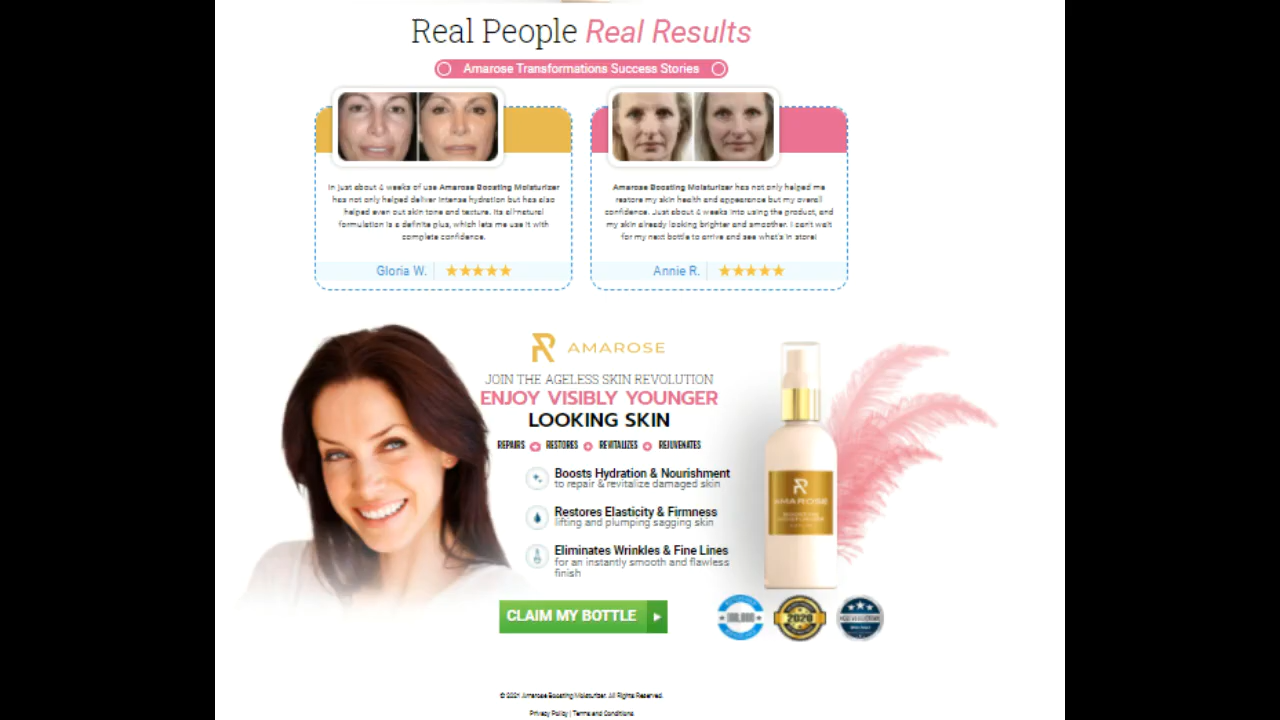 Real People Real Results
Amarose Transformations Success Stories
In just about 4 weeks of use Amarose Boosting Moisturizer
has not only helped deliver intense hydration but has also
helped even out skin tone and texture. Its all natural
formulation is a definite plus, which lets me use it with
complete confidence.
Gloria W.
Amarose Boosting Moisturizer has not only helped me
restore my skin health and appearance but my overall
confidence. Just about 4 weeks into using the product, and
my skin already looking brighter and smoother. I can't wait
for my next bottle to arrive and see what's in store!
Annie R.
AMAROSE
JOIN THE AGELESS SKIN REVOLUTION
ENJOY VISIBLY YOUNGER
LOOKING SKIN
REPAIRS RESTORES REVITALIZES REJUVENATES
Boosts Hydration & Nourishment
to repair & revitalize damaged skin
Restores Elasticity & Firmness
lifting and plumping sagging skin
Eliminates Wrinkles & Fine Lines
for an instantly smooth and flawless
finish
CLAIM MY BOTTLE
AMAROSE
2020
© 2021 Amarose Boosting Moisturizer. All Rights Reserved.
Privacy Policy | Terms and Conditions